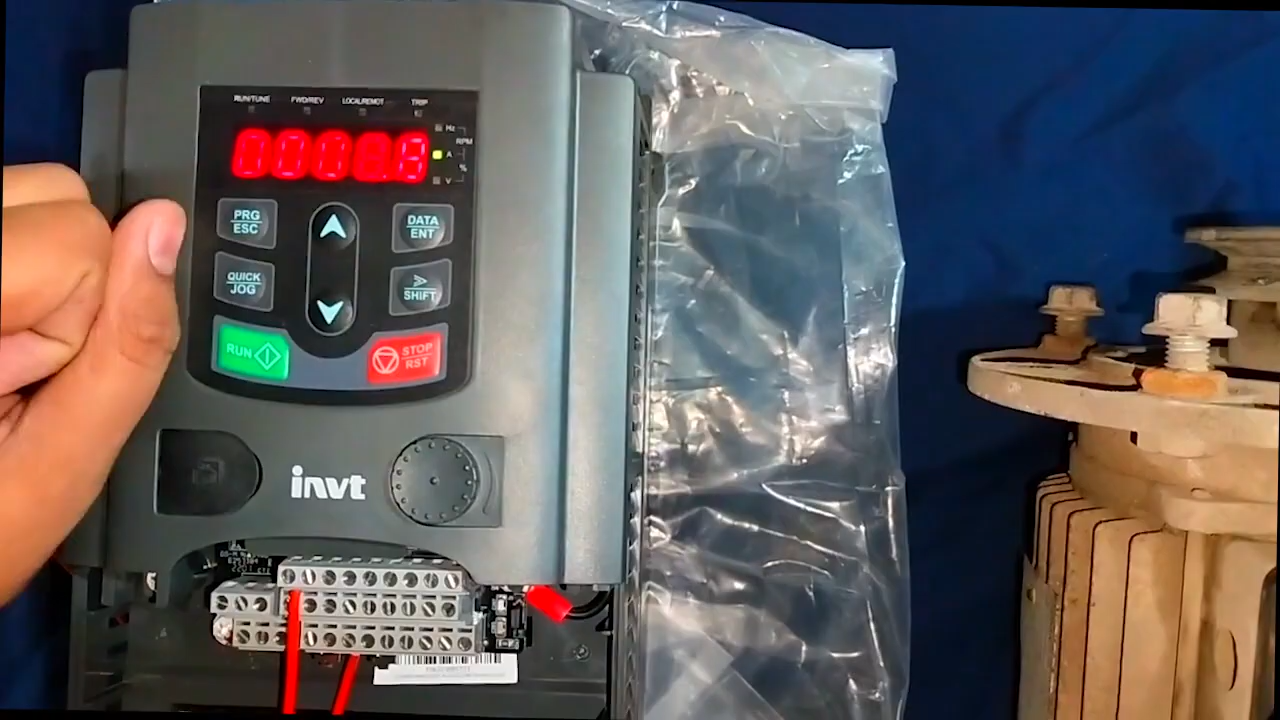 RUN/TUNE FWD/REV LOCAL/REMOT TRIP
Hz
RPM
A
%
V
PRG
ESC
DATA
ENT
QUICK
JOG
SHIFT
RUN
STOP
RST
invt